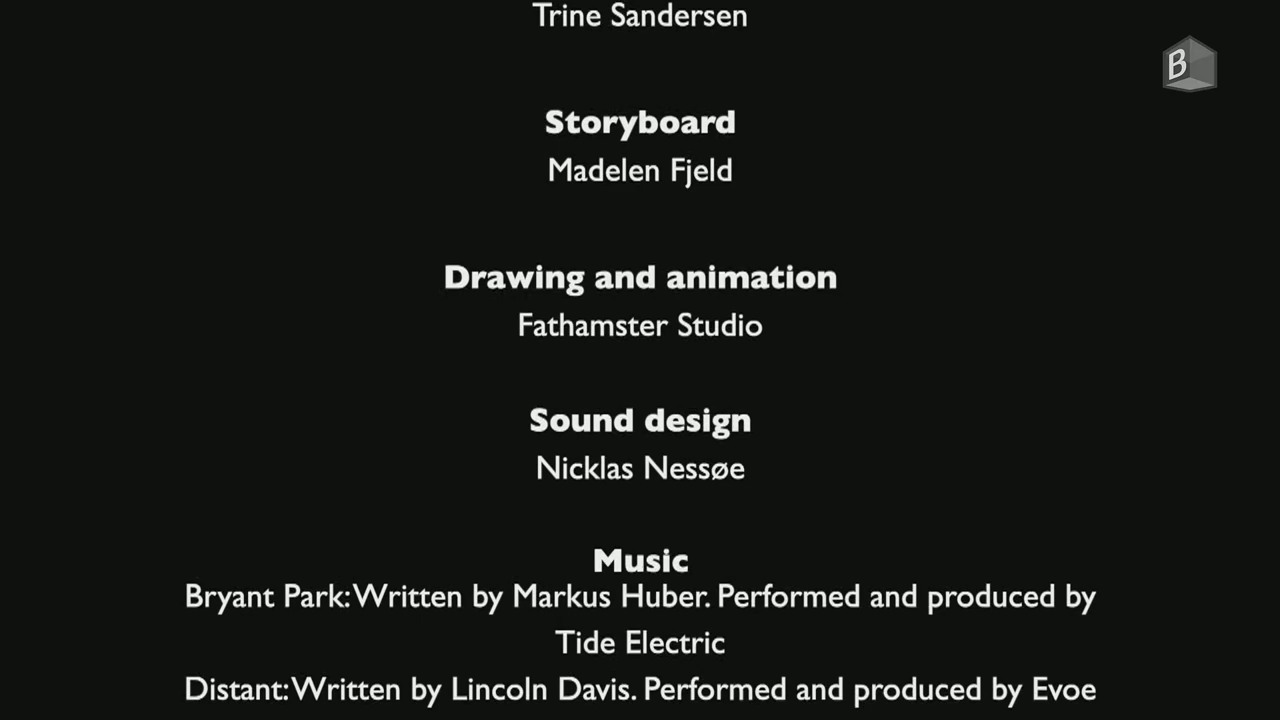 Trine Sandersen
B
Storyboard
Madelen Fjeld
Drawing and animation
Fathamster Studio
Sound design
Nicklas Nessøe
Music
Bryant Park: Written by Markus Huber. Performed and produced by
Tide Electric
Distant: Written by Lincoln Davis. Performed and produced by Evoe